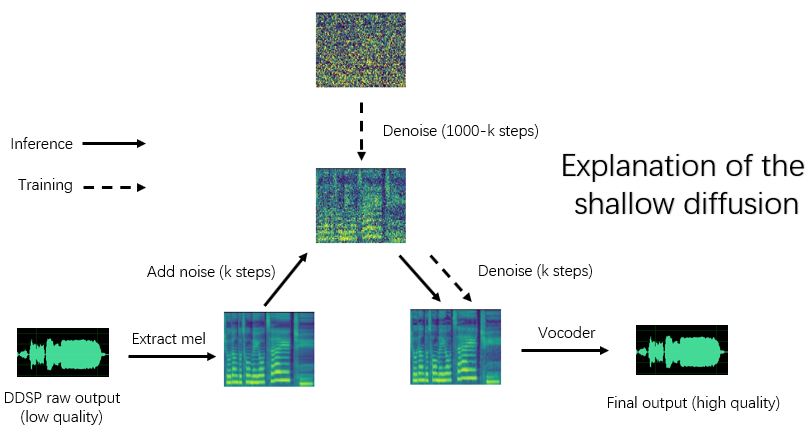 Denoise (1000-k steps)
Inference
Training
Explanation of the
shallow diffusion
Add noise (k steps)
Denoise (k steps)
Extract mel
Vocoder
DDSP raw output
(low quality)
Final output (high quality)